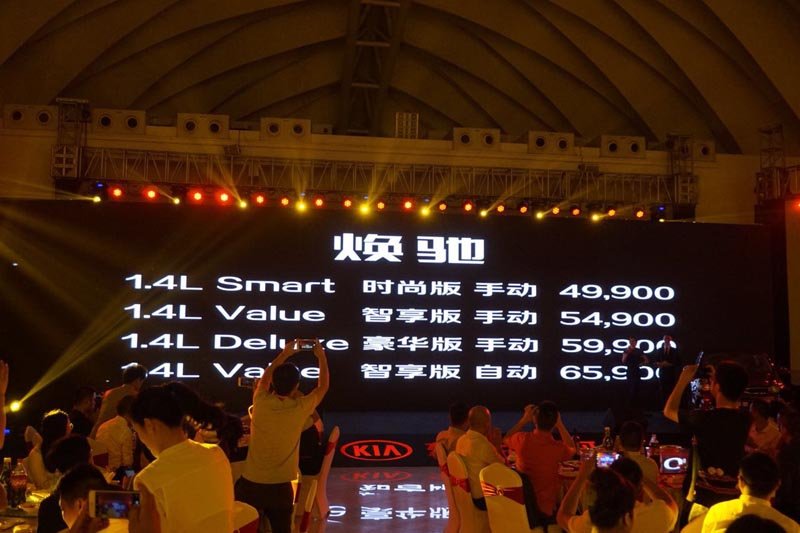 焕驰
1.4L Smart 时尚版 手动 49,900
1.4L Value 智享版 手动 54,900
1.4L Deluxe 豪华版 手动 59,900
1.4L Value 智享版 自动 65,900
KIA